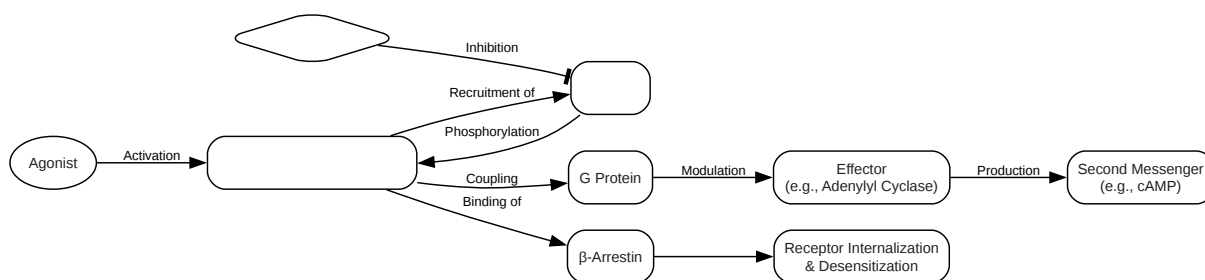 Inhibition
Recruitment of
Phosphorylation
Agonist
Activation
Coupling
G Protein
Modulation
Effector
(e.g., Adenylyl Cyclase)
Production
Second Messenger
(e.g., cAMP)
Binding of
β-Arrestin
Receptor Internalization
& Desensitization